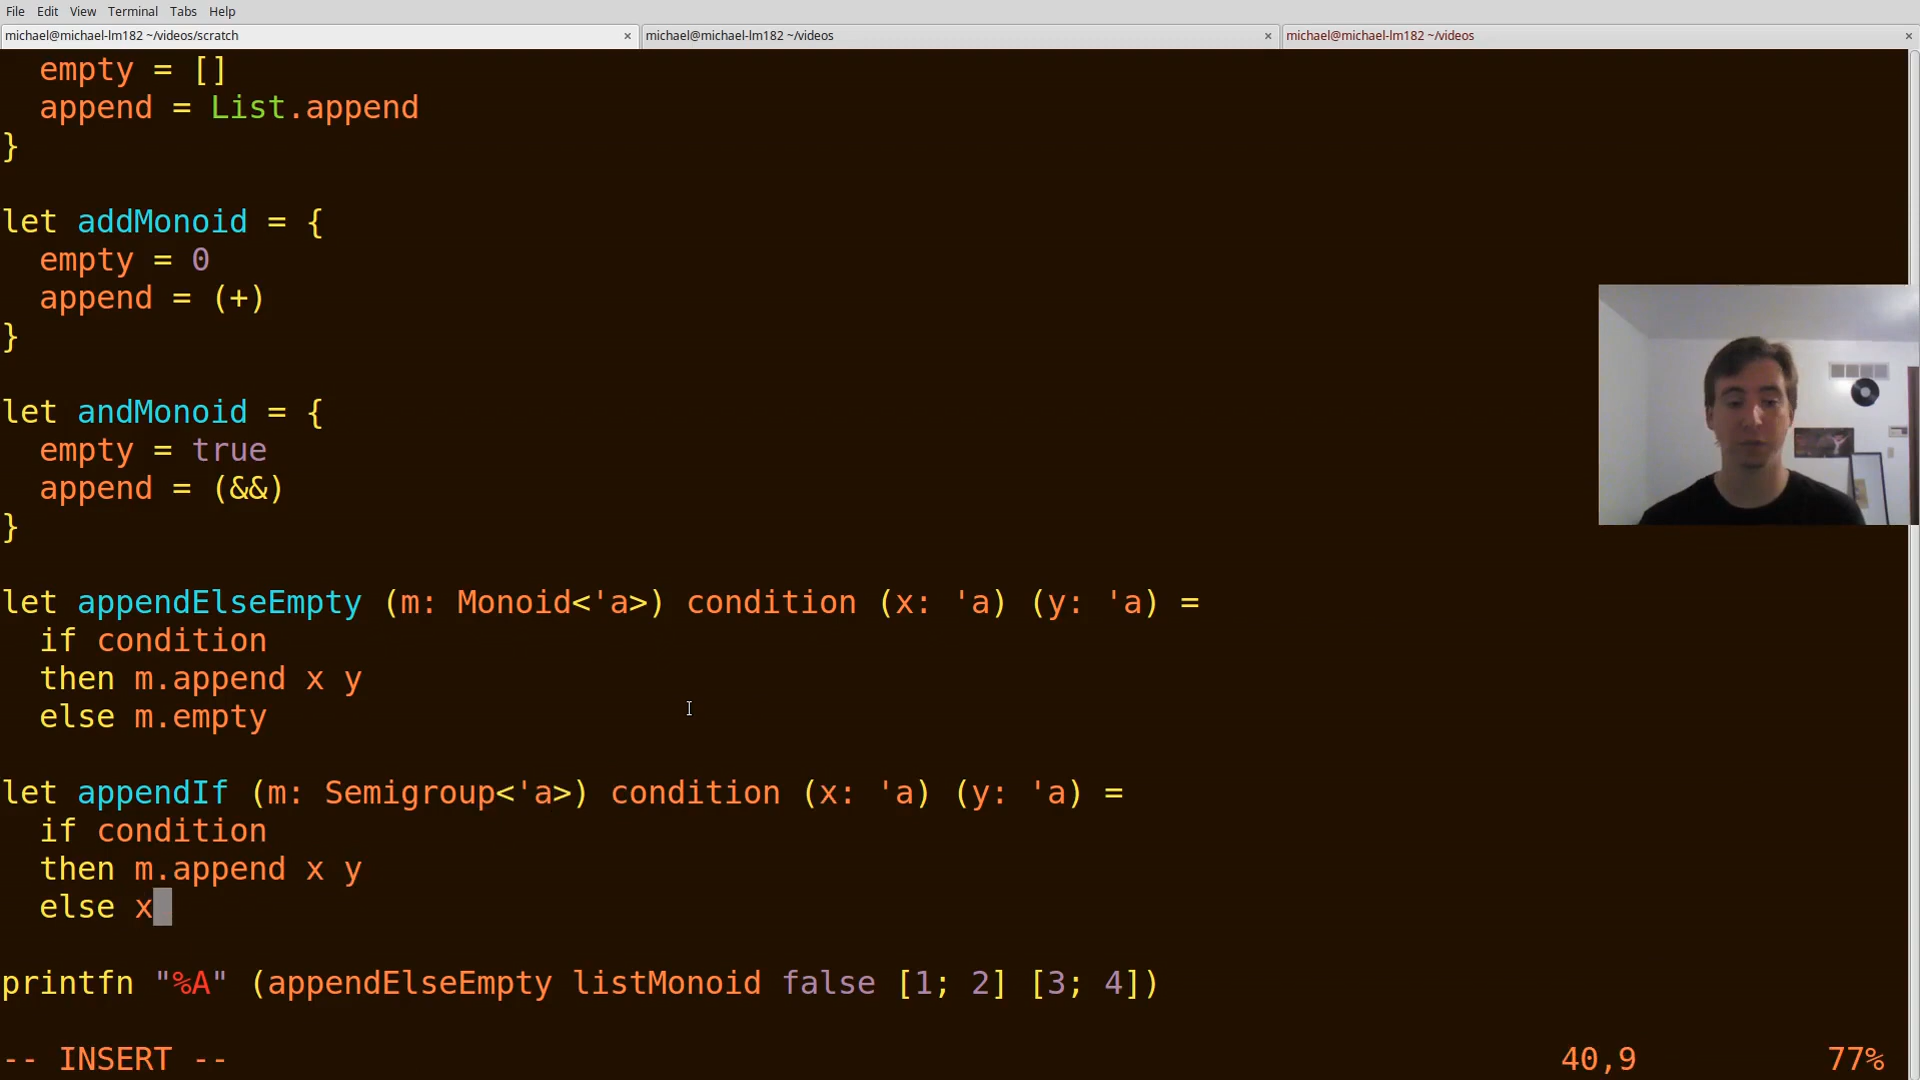 File Edit View Terminal Tabs Help
michael@michael-lm182 ~/videos/scratch × michael@michael-lm182 ~/videos × michael@michael-lm182 ~/videos ×
  empty = []
  append = List.append
}

let addMonoid = {
  empty = 0
  append = (+)
}

let andMonoid = {
  empty = true
  append = (&&)
}

let appendElseEmpty (m: Monoid<'a>) condition (x: 'a) (y: 'a) =
  if condition
  then m.append x y
  else m.empty

let appendIf (m: Semigroup<'a>) condition (x: 'a) (y: 'a) =
  if condition
  then m.append x y
  else x

printfn "%A" (appendElseEmpty listMonoid false [1; 2] [3; 4])

-- INSERT -- 40,9 77%